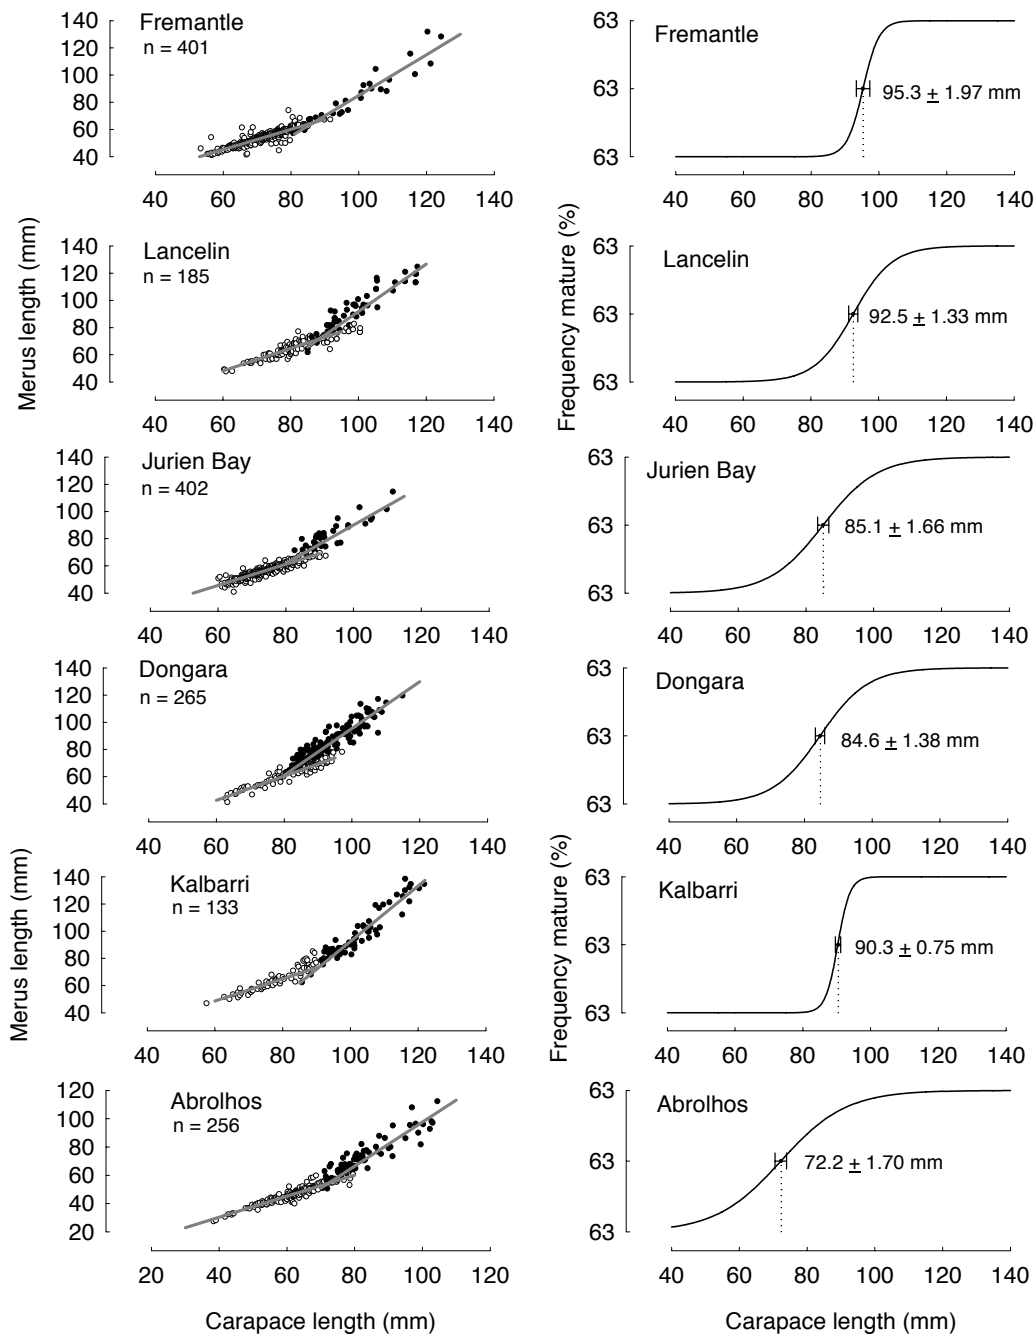 Fremantle
n = 401
140
120
100
80
60
40
40 60 80 100 120 140
Fremantle
63
63
63
95.3 ± 1.97 mm
40 60 80 100 120 140
Merus length (mm)
Lancelin
n = 185
140
120
100
80
60
40
40 60 80 100 120 140
Frequency mature (%)
Lancelin
63
63
63
92.5 ± 1.33 mm
40 60 80 100 120 140
Jurien Bay
n = 402
140
120
100
80
60
40
40 60 80 100 120 140
Jurien Bay
63
63
63
85.1 ± 1.66 mm
40 60 80 100 120 140
Dongara
n = 265
140
120
100
80
60
40
40 60 80 100 120 140
Dongara
63
63
63
84.6 ± 1.38 mm
40 60 80 100 120 140
Merus length (mm)
Kalbarri
n = 133
140
120
100
80
60
40
40 60 80 100 120 140
Frequency mature (%)
Kalbarri
63
63
63
90.3 ± 0.75 mm
40 60 80 100 120 140
Abrolhos
n = 256
120
100
80
60
40
20
20 40 60 80 100 120
Carapace length (mm)
Abrolhos
63
63
63
72.2 ± 1.70 mm
40 60 80 100 120 140
Carapace length (mm)